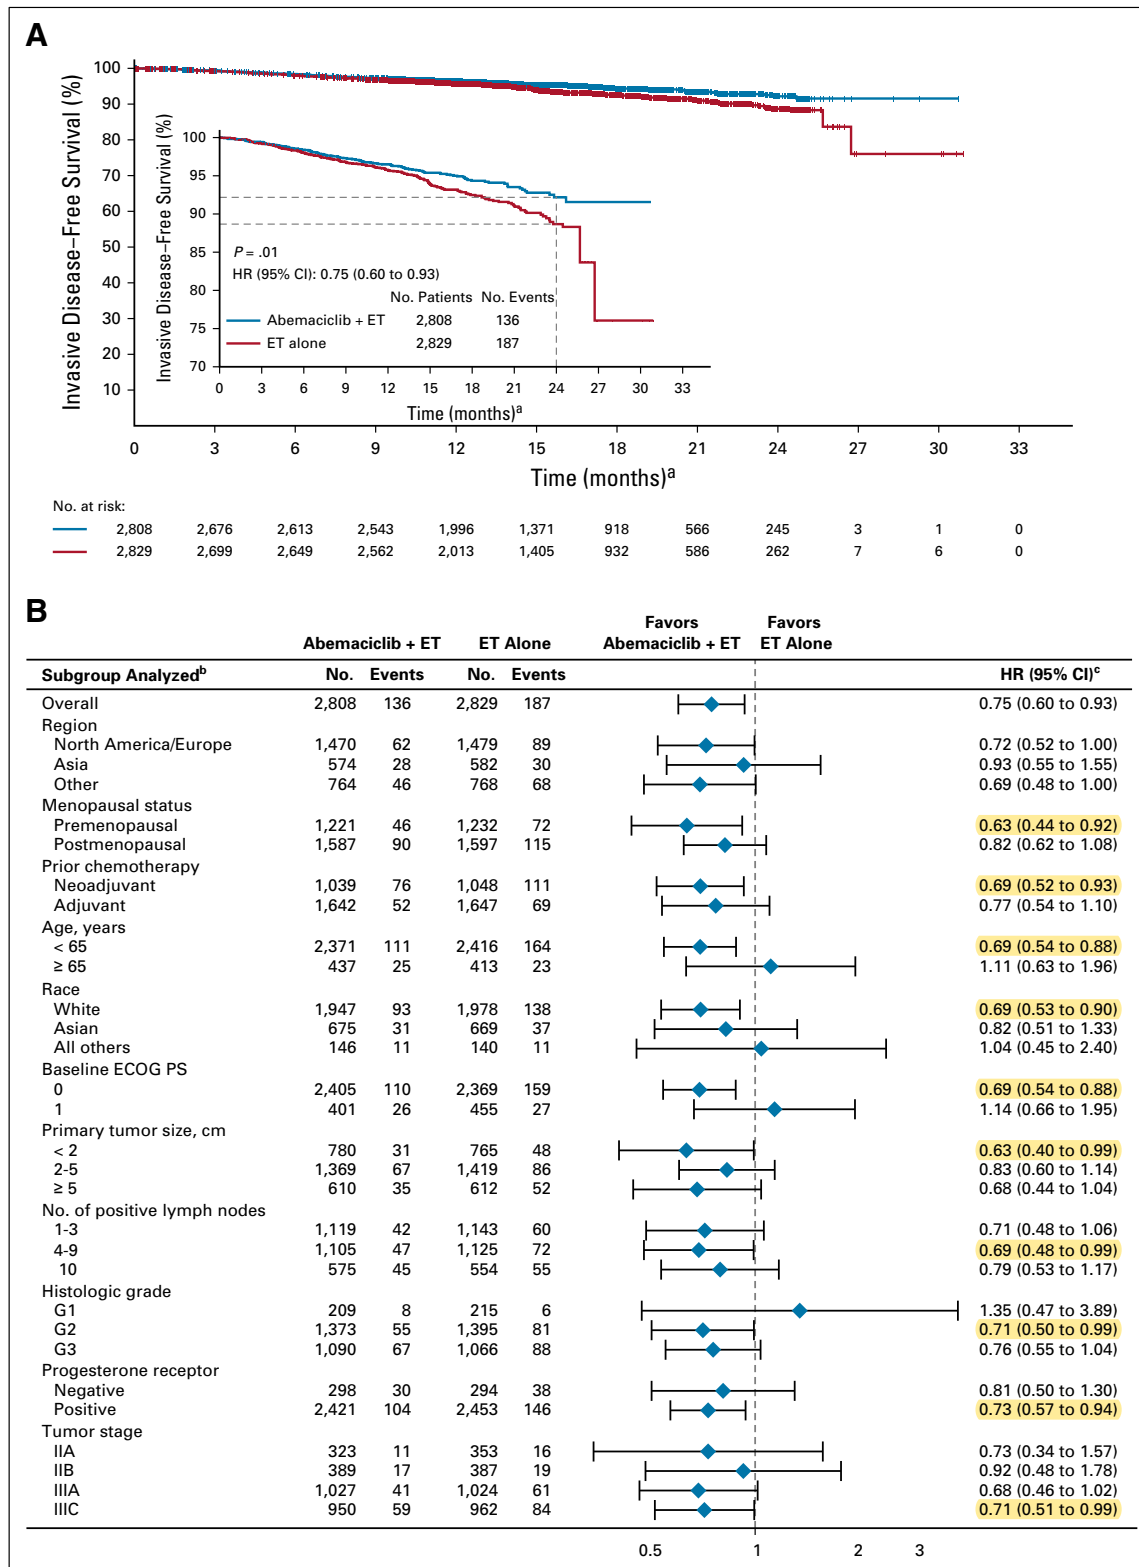 A
Invasive Disease–Free Survival (%)
100
90
80
70
60
50
40
30
20
10
0 3 6 9 12 15 18 21 24 27 30 33
Time (months)a
Invasive Disease–Free Survival (%)
100
95
90
85
80
75
70
P = .01
HR (95% CI): 0.75 (0.60 to 0.93)
No. Patients No. Events
Abemaciclib + ET 2,808 136
ET alone 2,829 187
0 3 6 9 12 15 18 21 24 27 30 33
Time (months)a
No. at risk:
2,808 2,676 2,613 2,543 1,996 1,371 918 566 245 3 1 0
2,829 2,699 2,649 2,562 2,013 1,405 932 586 262 7 6 0
B
Favors Favors
Abemaciclib + ET ET Alone Abemaciclib + ET ET Alone
Subgroup Analyzedb No. Events No. Events HR (95% CI)c
Overall 2,808 136 2,829 187 0.75 (0.60 to 0.93)
Region
North America/Europe 1,470 62 1,479 89 0.72 (0.52 to 1.00)
Asia 574 28 582 30 0.93 (0.55 to 1.55)
Other 764 46 768 68 0.69 (0.48 to 1.00)
Menopausal status
Premenopausal 1,221 46 1,232 72 0.63 (0.44 to 0.92)
Postmenopausal 1,587 90 1,597 115 0.82 (0.62 to 1.08)
Prior chemotherapy
Neoadjuvant 1,039 76 1,048 111 0.69 (0.52 to 0.93)
Adjuvant 1,642 52 1,647 69 0.77 (0.54 to 1.10)
Age, years
< 65 2,371 111 2,416 164 0.69 (0.54 to 0.88)
≥ 65 437 25 413 23 1.11 (0.63 to 1.96)
Race
White 1,947 93 1,978 138 0.69 (0.53 to 0.90)
Asian 675 31 669 37 0.82 (0.51 to 1.33)
All others 146 11 140 11 1.04 (0.45 to 2.40)
Baseline ECOG PS
0 2,405 110 2,369 159 0.69 (0.54 to 0.88)
1 401 26 455 27 1.14 (0.66 to 1.95)
Primary tumor size, cm
< 2 780 31 765 48 0.63 (0.40 to 0.99)
2-5 1,369 67 1,419 86 0.83 (0.60 to 1.14)
≥ 5 610 35 612 52 0.68 (0.44 to 1.04)
No. of positive lymph nodes
1-3 1,119 42 1,143 60 0.71 (0.48 to 1.06)
4-9 1,105 47 1,125 72 0.69 (0.48 to 0.99)
10 575 45 554 55 0.79 (0.53 to 1.17)
Histologic grade
G1 209 8 215 6 1.35 (0.47 to 3.89)
G2 1,373 55 1,395 81 0.71 (0.50 to 0.99)
G3 1,090 67 1,066 88 0.76 (0.55 to 1.04)
Progesterone receptor
Negative 298 30 294 38 0.81 (0.50 to 1.30)
Positive 2,421 104 2,453 146 0.73 (0.57 to 0.94)
Tumor stage
IIA 323 11 353 16 0.73 (0.34 to 1.57)
IIB 389 17 387 19 0.92 (0.48 to 1.78)
IIIA 1,027 41 1,024 61 0.68 (0.46 to 1.02)
IIIC 950 59 962 84 0.71 (0.51 to 0.99)
0.5 1 2 3